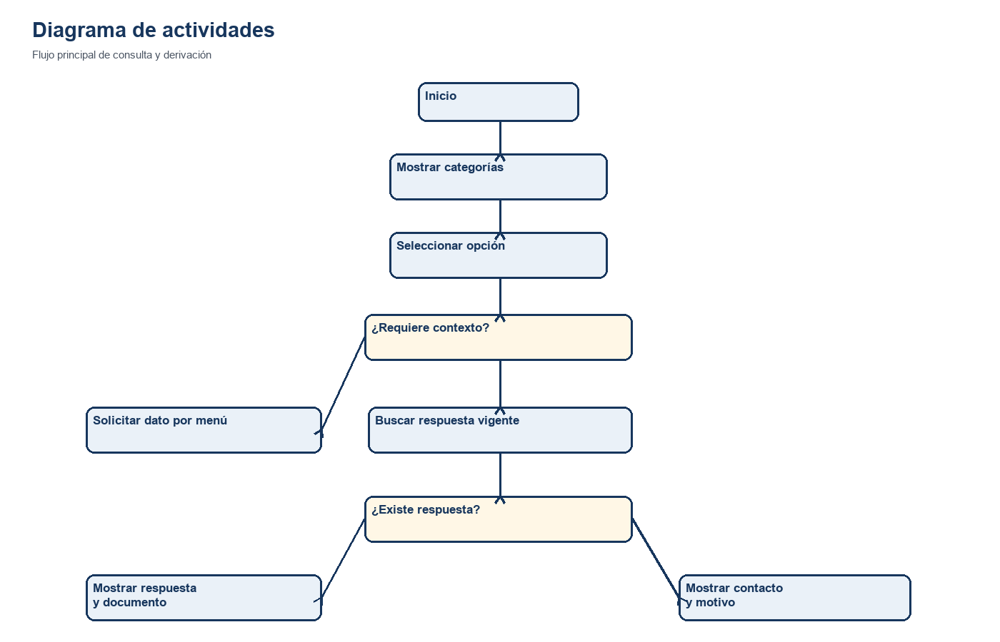 Diagrama de actividades
Flujo principal de consulta y derivación
Inicio
Mostrar categorías
Seleccionar opción
¿Requiere contexto?
Solicitar dato por menú
Buscar respuesta vigente
¿Existe respuesta?
Mostrar respuesta
y documento
Mostrar contacto
y motivo